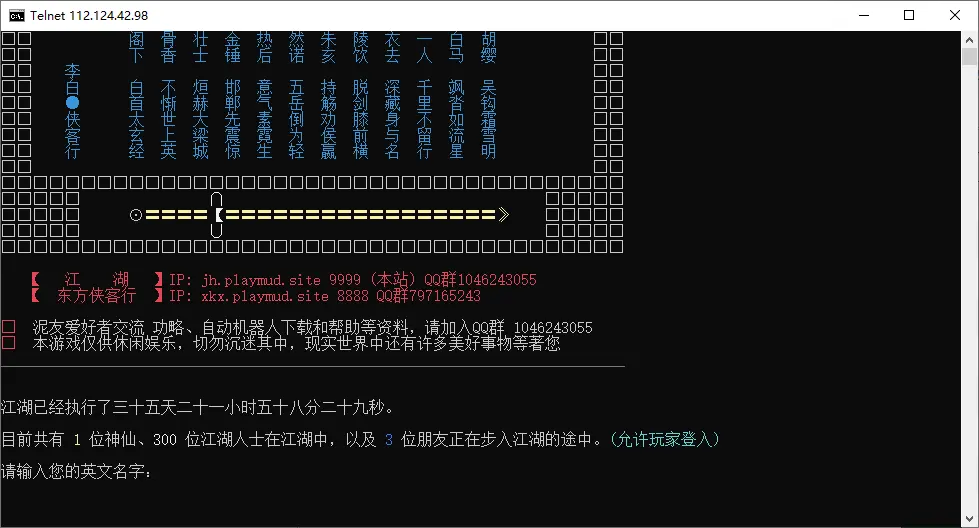 Telnet 112.124.42.98
胡缨 吴钩霜雪明
白马 飒沓如流星
一人 千里不留行
衣去 深藏身与名
陵饮 脱剑膝前横
朱亥 持觞劝侯嬴
然诺 五岳倒为轻
热后 意气素霓生
金锤 邯郸先震惊
壮士 烜赫大梁城
骨香 不惭世上英
阁下 白首太玄经
李白●侠客行
【 江 湖 】IP: jh.playmud.site 9999 (本站) QQ群1046243055
【 东方侠客行 】IP: xkx.playmud.site 8888 QQ群797165243
□ 泥友爱好者交流 功略、自动机器人下载和帮助等资料，请加入QQ群 1046243055
□ 本游戏仅供休闲娱乐，切勿沉迷其中，现实世界中还有许多美好事物等著您
江湖已经执行了三十五天二十一小时五十八分二十九秒。
目前共有 1 位神仙、300 位江湖人士在江湖中，以及 3 位朋友正在步入江湖的途中。(允许玩家登入)
请输入您的英文名字：